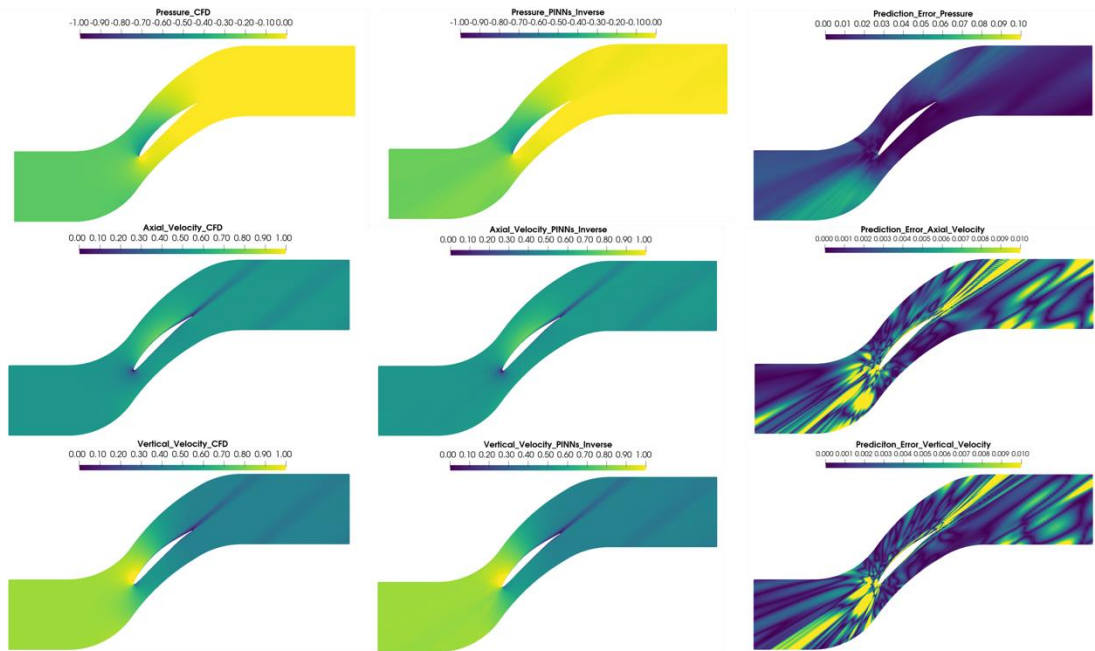 Pressure_CFD
-1.00 -0.90 -0.80 -0.70 -0.60 -0.50 -0.40 -0.30 -0.20 -0.10 0.00
Pressure_PINNs_Inverse
-1.00 -0.90 -0.80 -0.70 -0.60 -0.50 -0.40 -0.30 -0.20 -0.10 0.00
Prediction_Error_Pressure
0.00 0.01 0.02 0.03 0.04 0.05 0.06 0.07 0.08 0.09 0.10
Axial_Velocity_CFD
0.00 0.10 0.20 0.30 0.40 0.50 0.60 0.70 0.80 0.90 1.00
Axial_Velocity_PINNs_Inverse
0.00 0.10 0.20 0.30 0.40 0.50 0.60 0.70 0.80 0.90 1.00
Prediction_Error_Axial_Velocity
0.000 0.001 0.002 0.003 0.004 0.005 0.006 0.007 0.008 0.009 0.010
Vertical_Velocity_CFD
0.00 0.10 0.20 0.30 0.40 0.50 0.60 0.70 0.80 0.90 1.00
Vertical_Velocity_PINNs_Inverse
0.00 0.10 0.20 0.30 0.40 0.50 0.60 0.70 0.80 0.90 1.00
Prediciton_Error_Vertical_Velocity
0.000 0.001 0.002 0.003 0.004 0.005 0.006 0.007 0.008 0.009 0.010